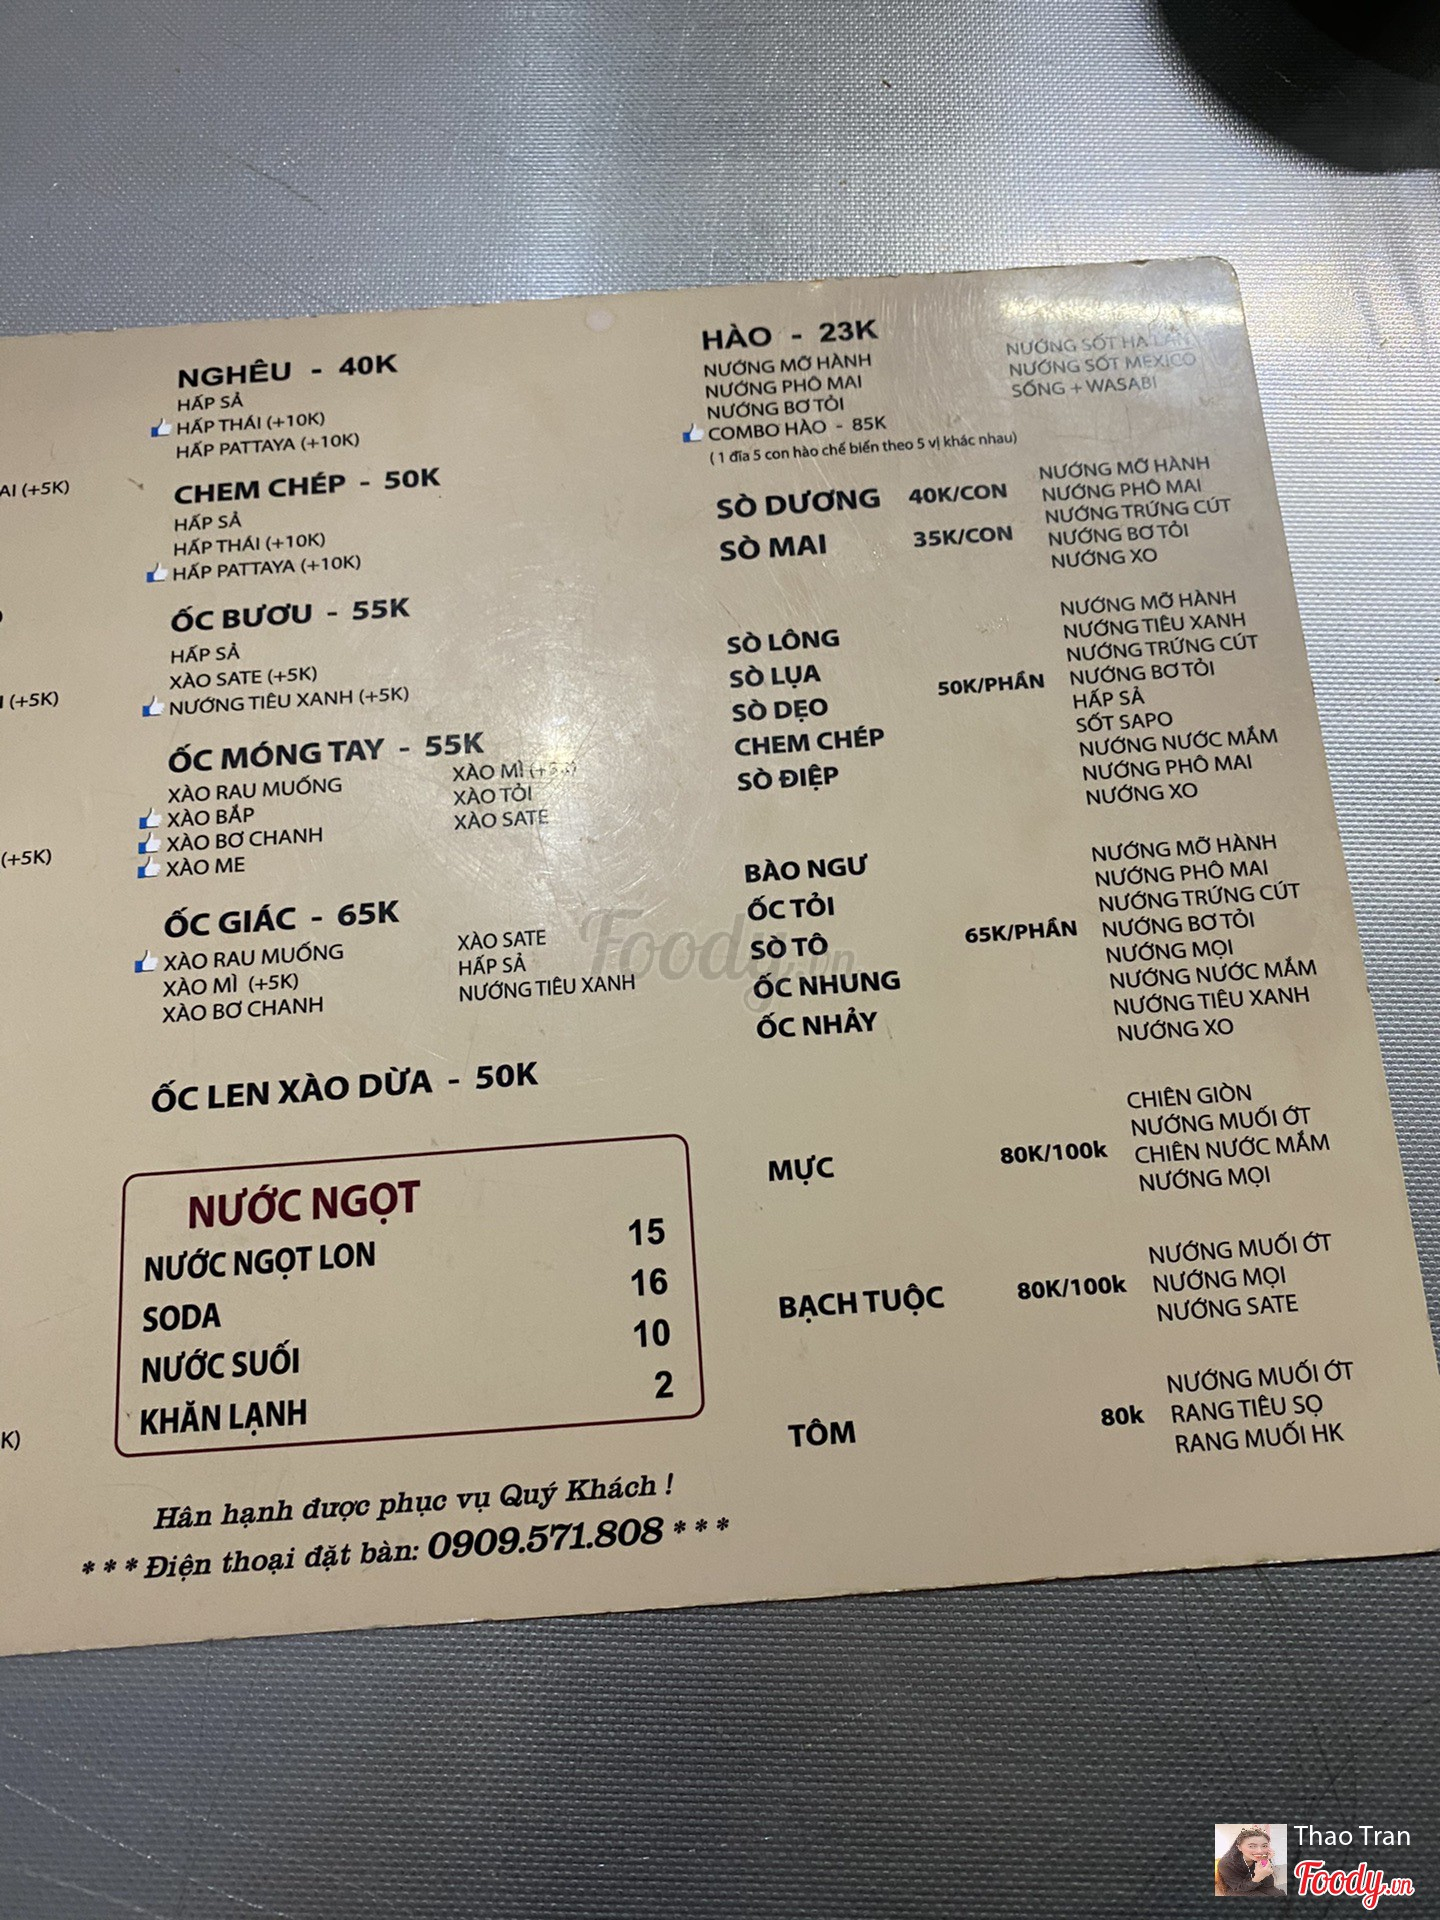 AI (+5K)
I (+5K)
(+5K)
K)
NGHÊU - 40K
HẤP SẢ
HẤP THÁI (+10K)
HẤP PATTAYA (+10K)
CHEM CHÉP - 50K
HẤP SẢ
HẤP THÁI (+10K)
HẤP PATTAYA (+10K)
ỐC BƯƠU - 55K
HẤP SẢ
XÀO SATE (+5K)
NƯỚNG TIÊU XANH (+5K)
ỐC MÓNG TAY - 55K
XÀO RAU MUỐNG
XÀO BẮP
XÀO BƠ CHANH
XÀO ME
XÀO MÌ (+5K)
XÀO TỎI
XÀO SATE
ỐC GIÁC - 65K
XÀO RAU MUỐNG
XÀO MÌ (+5K)
XÀO BƠ CHANH
XÀO SATE
HẤP SẢ
NƯỚNG TIÊU XANH
ỐC LEN XÀO DỪA - 50K
NƯỚC NGỌT
NƯỚC NGỌT LON 15
SODA 16
NƯỚC SUỐI 10
KHĂN LẠNH 2
Hân hạnh được phục vụ Quý Khách !
* * * Điện thoại đặt bàn: 0909.571.808 * * *
HÀO - 23K
NƯỚNG MỠ HÀNH
NƯỚNG PHÔ MAI
NƯỚNG BƠ TỎI
COMBO HÀO - 85K
( 1 đĩa 5 con hào chế biến theo 5 vị khác nhau)
NƯỚNG SỐT HÀ LAN
NƯỚNG SỐT MEXICO
SỐNG + WASABI
SÒ DƯƠNG 40K/CON
SÒ MAI 35K/CON
NƯỚNG MỠ HÀNH
NƯỚNG PHÔ MAI
NƯỚNG TRỨNG CÚT
NƯỚNG BƠ TỎI
NƯỚNG XO
SÒ LÔNG
SÒ LỤA
SÒ DẸO
CHEM CHÉP
SÒ ĐIỆP
50K/PHẦN
NƯỚNG MỠ HÀNH
NƯỚNG TIÊU XANH
NƯỚNG TRỨNG CÚT
NƯỚNG BƠ TỎI
HẤP SẢ
SỐT SAPO
NƯỚNG NƯỚC MẮM
NƯỚNG PHÔ MAI
NƯỚNG XO
BÀO NGƯ
ỐC TỎI
SÒ TÔ
ỐC NHUNG
ỐC NHẢY
65K/PHẦN
NƯỚNG MỠ HÀNH
NƯỚNG PHÔ MAI
NƯỚNG TRỨNG CÚT
NƯỚNG BƠ TỎI
NƯỚNG MỌI
NƯỚNG NƯỚC MẮM
NƯỚNG TIÊU XANH
NƯỚNG XO
MỰC 80K/100k
CHIÊN GIÒN
NƯỚNG MUỐI ỚT
CHIÊN NƯỚC MẮM
NƯỚNG MỌI
BẠCH TUỘC 80K/100k
NƯỚNG MUỐI ỚT
NƯỚNG MỌI
NƯỚNG SATE
TÔM 80k
NƯỚNG MUỐI ỚT
RANG TIÊU SỌ
RANG MUỐI HK
Foody.vn
Thao Tran
Foody.vn